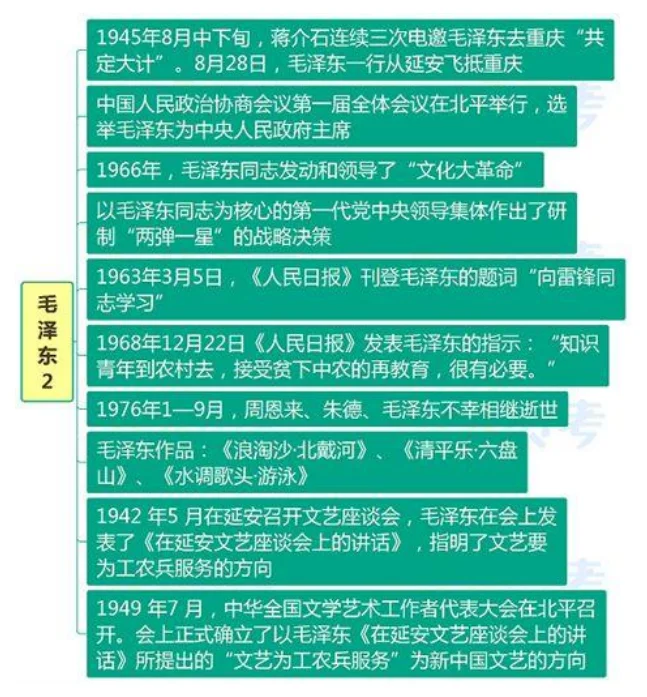 毛
泽
东
2
1945年8月中下旬，蒋介石连续三次电邀毛泽东去重庆“共
定大计”。8月28日，毛泽东一行从延安飞抵重庆
中国人民政治协商会议第一届全体会议在北平举行，选
举毛泽东为中央人民政府主席
1966年，毛泽东同志发动和领导了“文化大革命”
以毛泽东同志为核心的第一代党中央领导集体作出了研
制“两弹一星”的战略决策
1963年3月5日，《人民日报》刊登毛泽东的题词“向雷锋同
志学习”
1968年12月22日《人民日报》发表毛泽东的指示：“知识
青年到农村去，接受贫下中农的再教育，很有必要。”
1976年1—9月，周恩来、朱德、毛泽东不幸相继逝世
毛泽东作品：《浪淘沙·北戴河》、《清平乐·六盘
山》、《水调歌头·游泳》
1942 年5 月在延安召开文艺座谈会，毛泽东在会上发
表了《在延安文艺座谈会上的讲话》，指明了文艺要
为工农兵服务的方向
1949 年7 月，中华全国文学艺术工作者代表大会在北平召
开。会上正式确立了以毛泽东《在延安文艺座谈会上的讲
话》所提出的“文艺为工农兵服务”为新中国文艺的方向
考